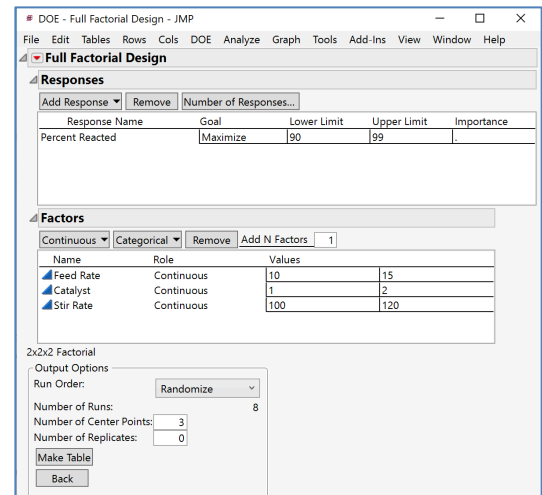 DOE - Full Factorial Design - JMP
File Edit Tables Rows Cols DOE Analyze Graph Tools Add-Ins View Window Help
Full Factorial Design
Responses
Add Response Remove Number of Responses...
Response Name Goal Lower Limit Upper Limit Importance
Percent Reacted Maximize 90 99 .
Factors
Continuous Categorical Remove Add N Factors 1
Name Role Values
Feed Rate Continuous 10 15
Catalyst Continuous 1 2
Stir Rate Continuous 100 120
2x2x2 Factorial
Output Options
Run Order: Randomize
Number of Runs: 8
Number of Center Points: 3
Number of Replicates: 0
Make Table
Back